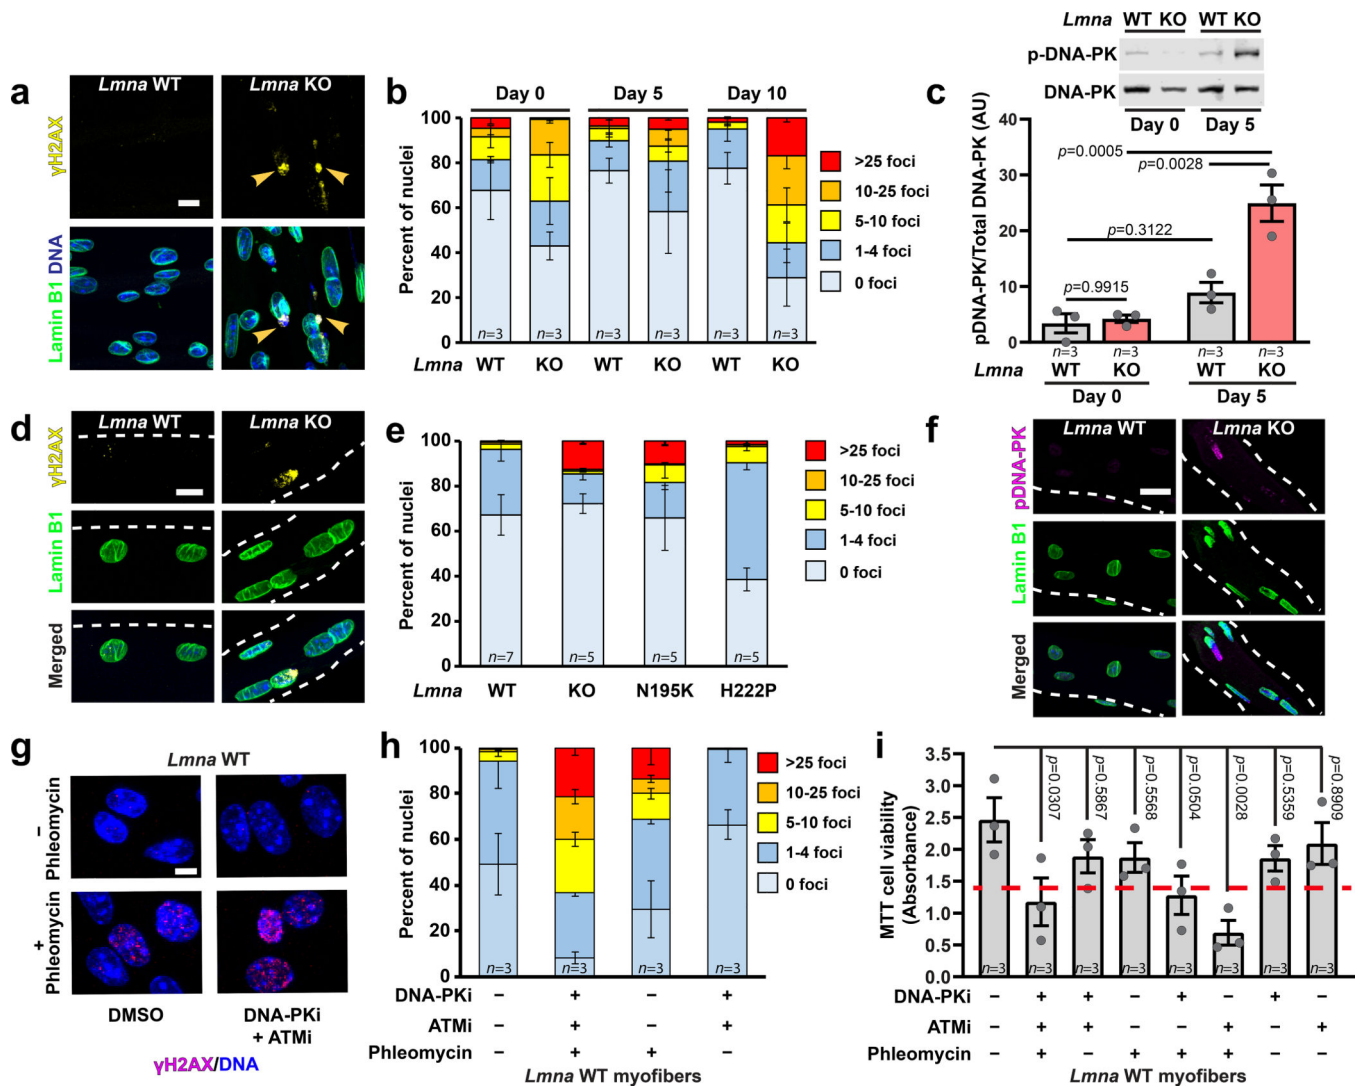 a
Lmna WT
Lmna KO
γH2AX
Lamin B1 DNA
b
Day 0
Day 5
Day 10
Percent of nuclei
100
80
60
40
20
0
n=3
n=3
n=3
n=3
n=3
n=3
Lmna
WT
KO
WT
KO
WT
KO
>25 foci
10-25 foci
5-10 foci
1-4 foci
0 foci
c
Lmna WT KO WT KO
p-DNA-PK
DNA-PK
Day 0
Day 5
pDNA-PK/Total DNA-PK (AU)
40
30
20
10
0
p=0.0005
p=0.0028
p=0.3122
p=0.9915
n=3
n=3
n=3
n=3
Lmna
WT
KO
WT
KO
Day 0
Day 5
d
Lmna WT
Lmna KO
γH2AX
Lamin B1
Merged
e
Percent of nuclei
100
80
60
40
20
0
n=7
n=5
n=5
n=5
Lmna
WT
KO
N195K
H222P
>25 foci
10-25 foci
5-10 foci
1-4 foci
0 foci
f
Lmna WT
Lmna KO
pDNA-PK
Lamin B1
Merged
g
Lmna WT
− Phleomycin
+ Phleomycin
DMSO
DNA-PKi
+ ATMi
γH2AX/DNA
h
Percent of nuclei
100
80
60
40
20
0
n=3
n=3
n=3
n=3
DNA-PKi − + − +
ATMi − + − +
Phleomycin − + + −
Lmna WT myofibers
>25 foci
10-25 foci
5-10 foci
1-4 foci
0 foci
i
MTT cell viability
(Absorbance)
3.5
3.0
2.5
2.0
1.5
1.0
0.5
0.0
p=0.0307
p=0.5867
p=0.5568
p=0.0504
p=0.0028
p=0.5359
p=0.8909
n=3
n=3
n=3
n=3
n=3
n=3
n=3
n=3
DNA-PKi − + + − + − + −
ATMi − + + − − + − +
Phleomycin − + − + + + − −
Lmna WT myofibers